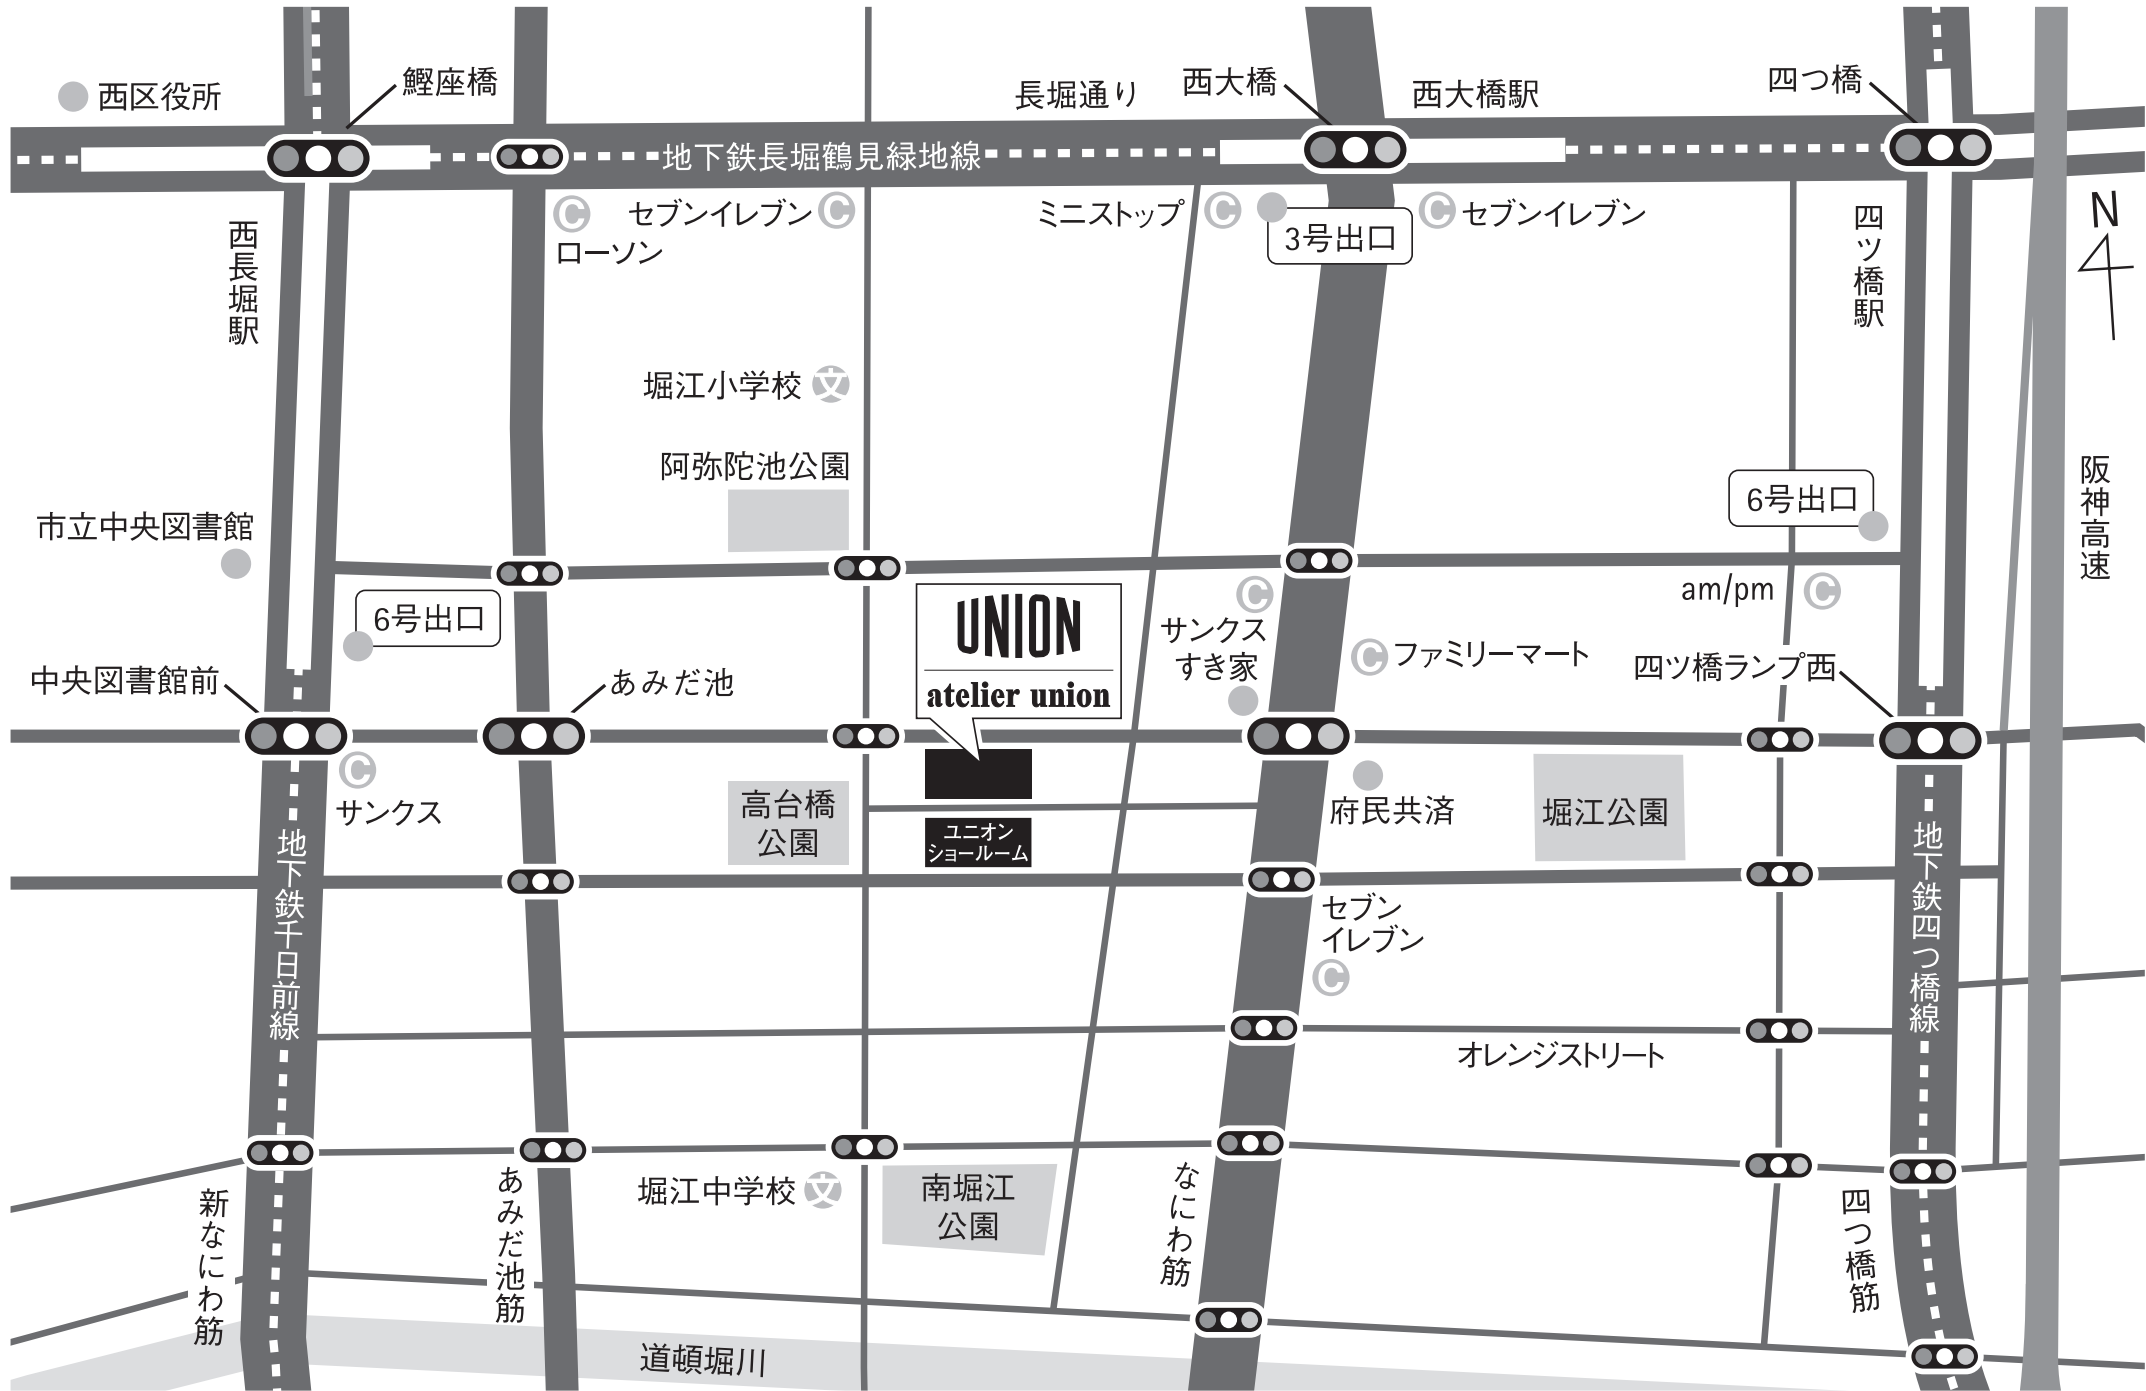 西区役所
鰹座橋
長堀通り
西大橋
西大橋駅
四つ橋
地下鉄長堀鶴見緑地線
N
C
ローソン
セブンイレブン
C
ミニストップ
C
3号出口
C
セブンイレブン
西長堀駅
四ツ橋駅
堀江小学校
文
阿弥陀池公園
阪神高速
6号出口
市立中央図書館
6号出口
UNION
atelier union
C
サンクス
すき家
am/pm
C
C
ファミリーマート
中央図書館前
あみだ池
四ツ橋ランプ西
C
サンクス
高台橋
公園
ユニオン
ショールーム
府民共済
堀江公園
地下鉄千日前線
地下鉄四つ橋線
セブン
イレブン
C
オレンジストリート
堀江中学校
文
南堀江
公園
新なにわ筋
あみだ池筋
なにわ筋
四つ橋筋
道頓堀川